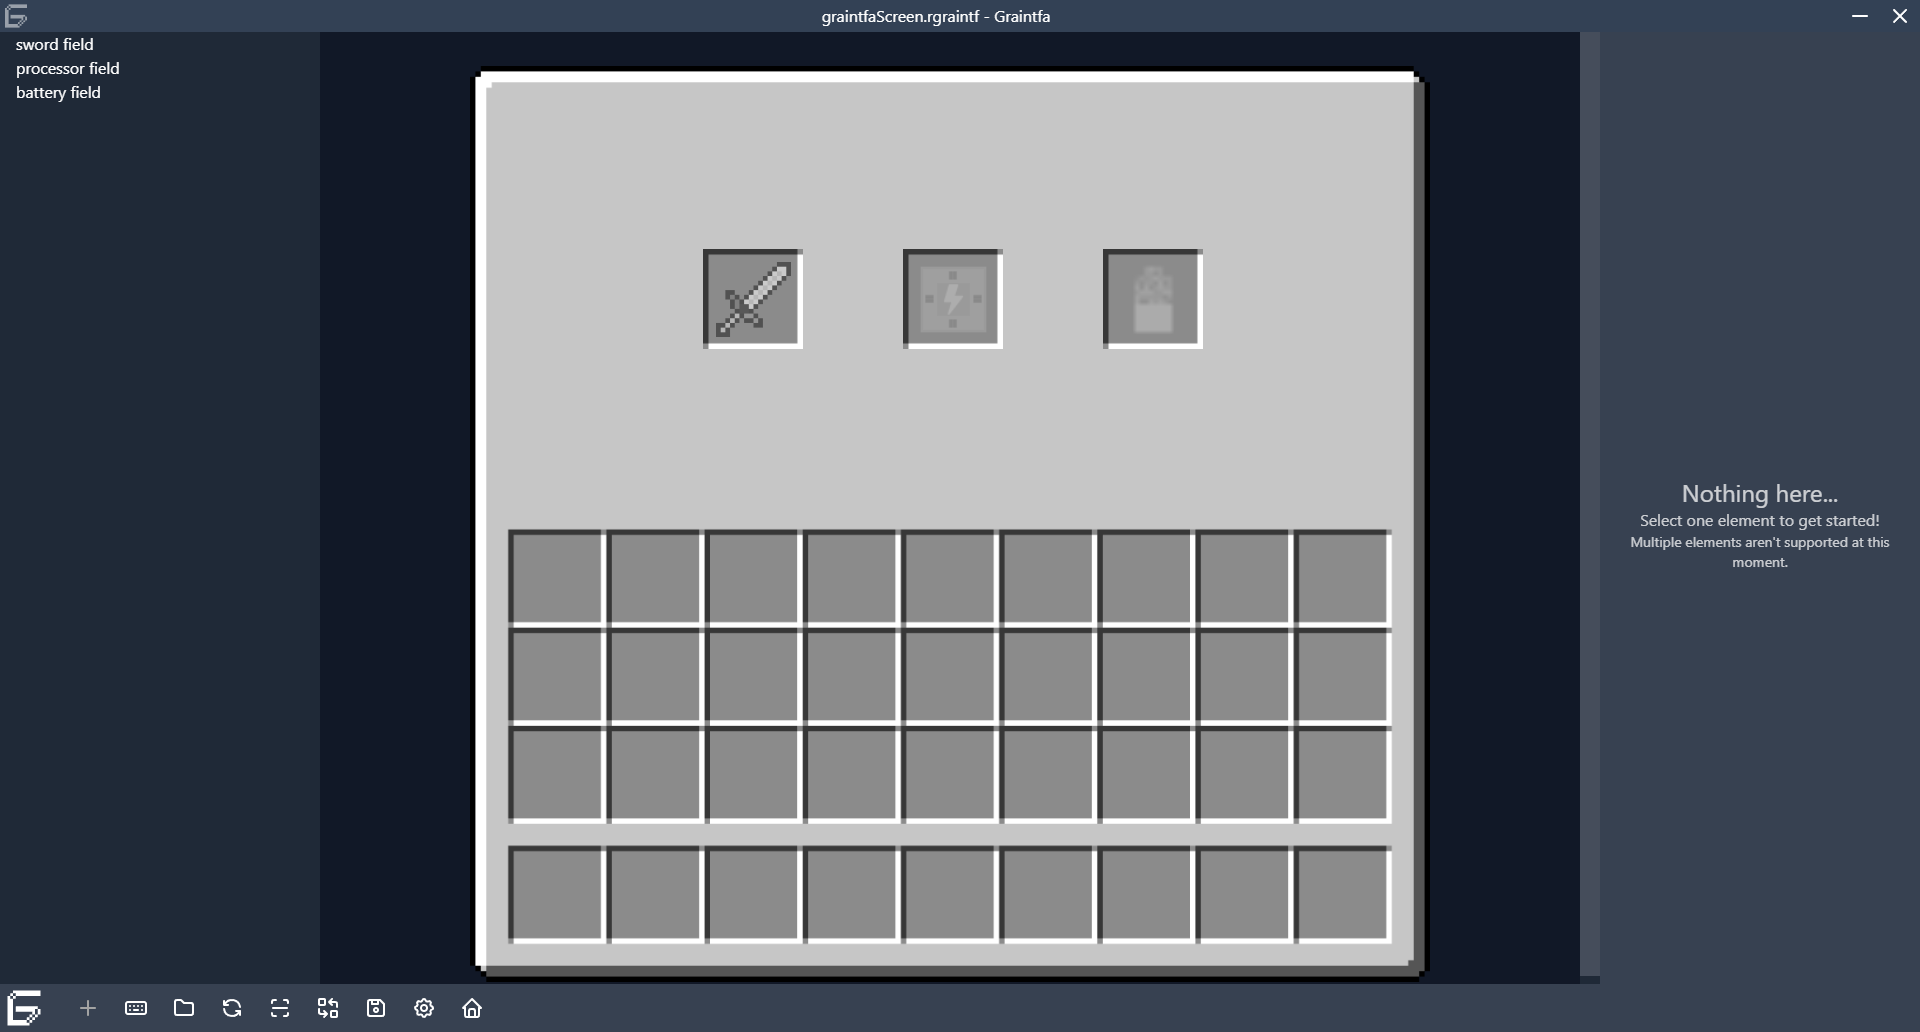 graintfaScreen.rgraintf - Graintfa
sword field
processor field
battery field
Nothing here...
Select one element to get started!
Multiple elements aren't supported at this
moment.